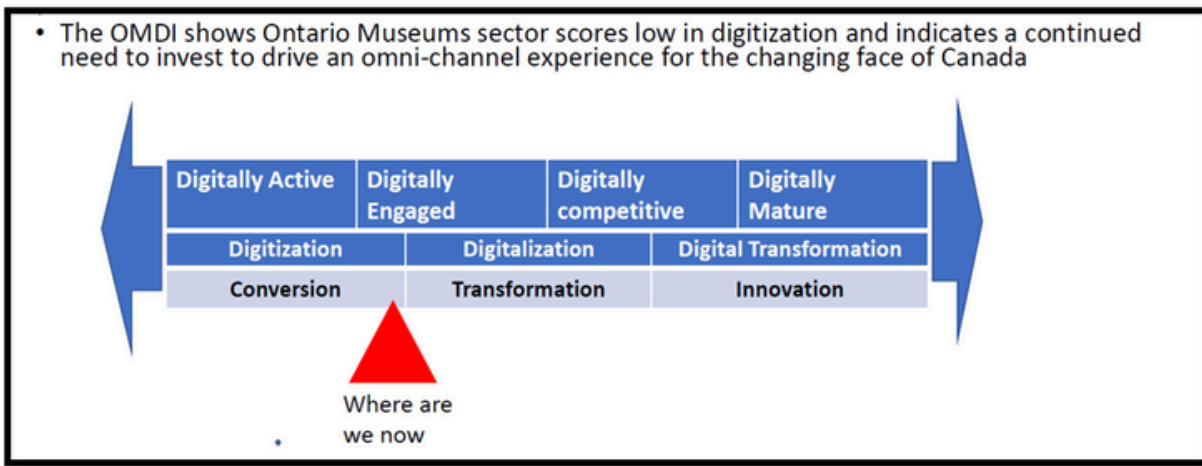 • The OMDI shows Ontario Museums sector scores low in digitization and indicates a continued
need to invest to drive an omni-channel experience for the changing face of Canada
Digitally Active Digitally Engaged Digitally competitive Digitally Mature
Digitization Digitalization Digital Transformation
Conversion Transformation Innovation
Where are
we now